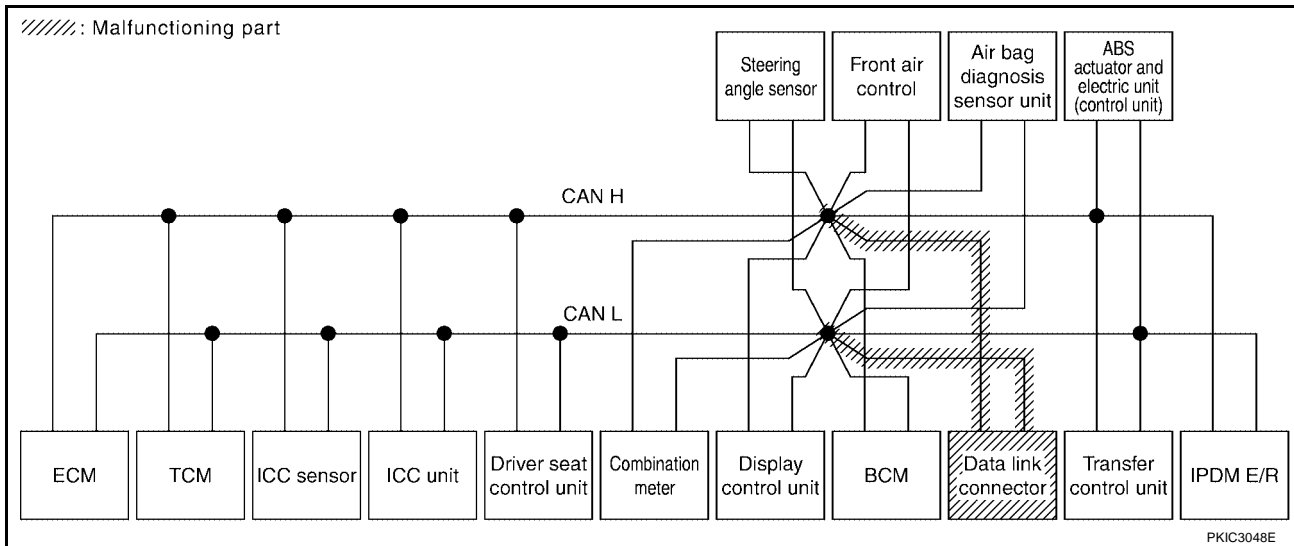 : Malfunctioning part
Steering
angle sensor
Front air
control
Air bag
diagnosis
sensor unit
ABS
actuator and
electric unit
(control unit)
CAN H
CAN L
ECM
TCM
ICC sensor
ICC unit
Driver seat
control unit
Combination
meter
Display
control unit
BCM
Data link
connector
Transfer
control unit
IPDM E/R
PKIC3048E